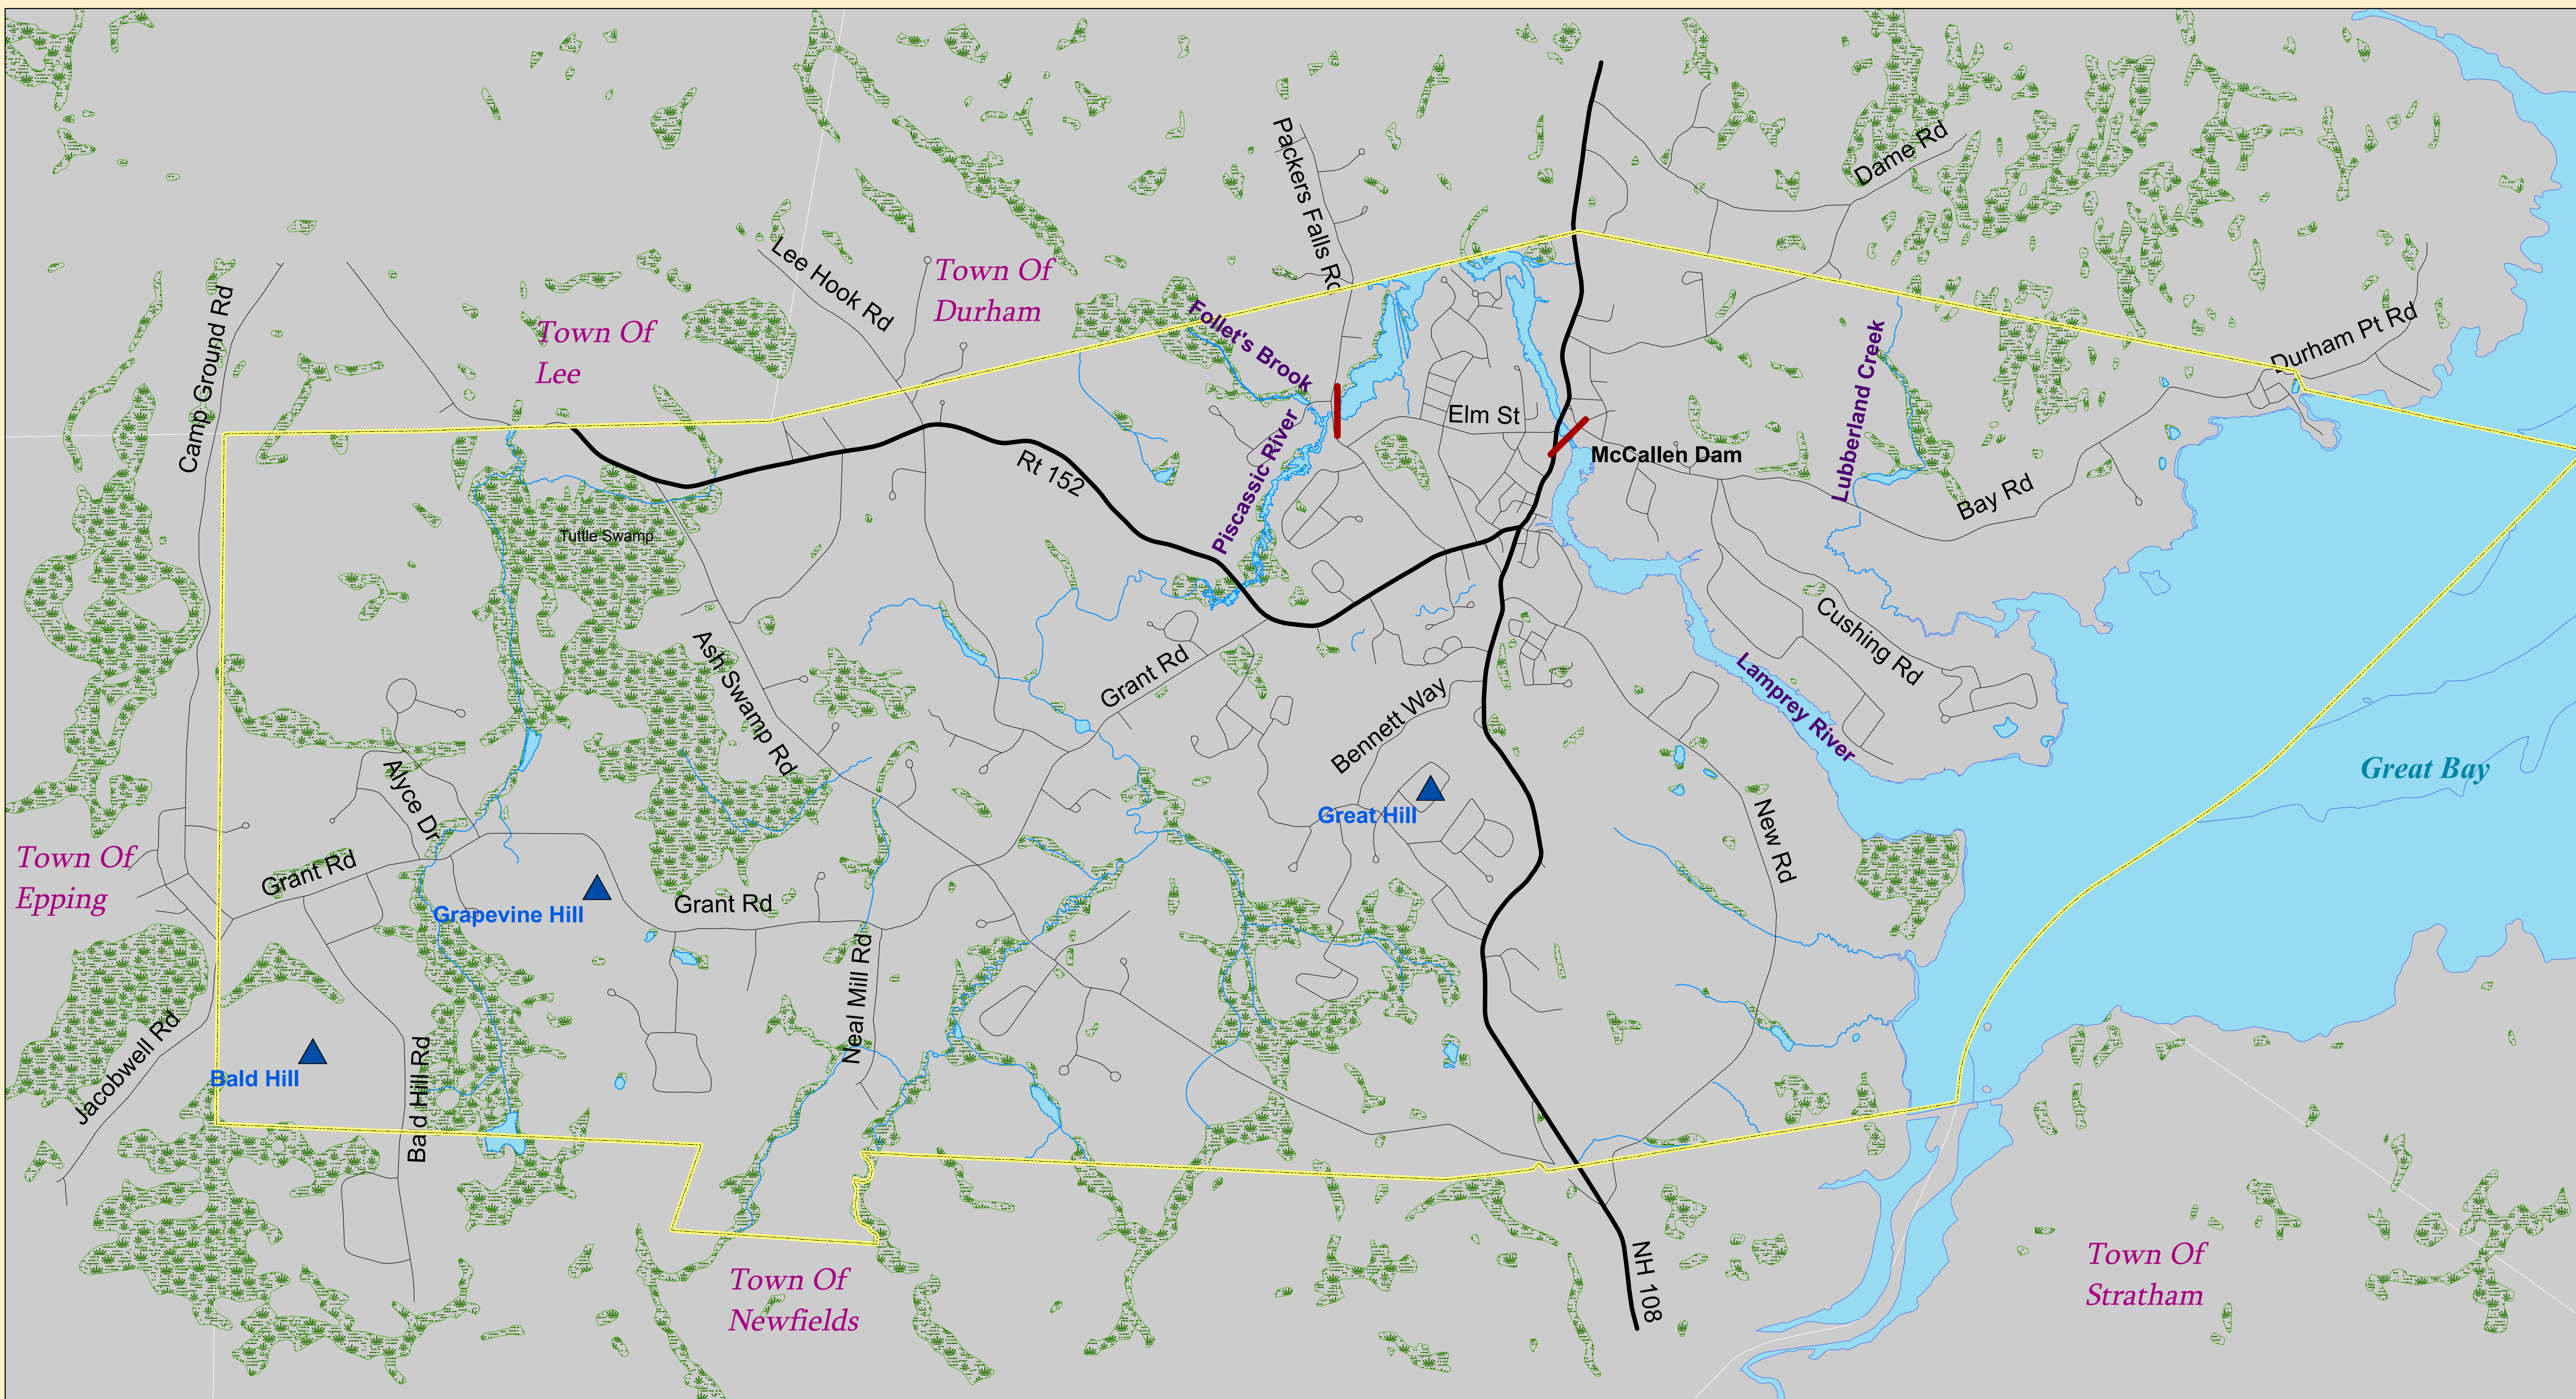 Packers Falls Rd
Dame Rd
Lee Hook Rd
Town Of
Durham
Camp Ground Rd
Town Of
Lee
Follet's Brook
Durham Pt Rd
Lubberland Creek
Elm St
McCallen Dam
Rt 152
Piscassic River
Bay Rd
Tuttle Swamp
Ash Swamp Rd
Grant Rd
Cushing Rd
Lamprey River
Bennett Way
Great Bay
Alyce Dr
Great Hill
New Rd
Town Of
Epping
Grant Rd
Grapevine Hill
Grant Rd
Neal Mill Rd
Jacobwell Rd
Bald Hill
Bald Hill Rd
Town Of
Newfields
NH 108
Town Of
Stratham